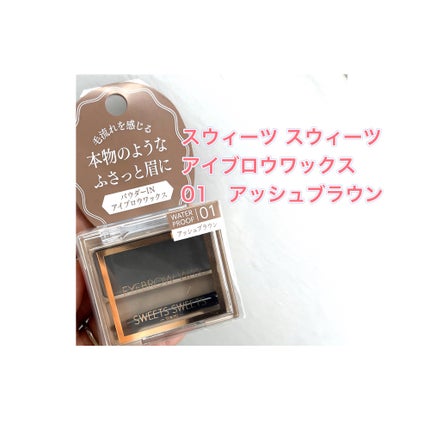 毛流れを感じる
本物のような
ふさっと眉に
パウダーIN
アイブロウワックス
WATER
PROOF
01
アッシュブラウン
SWEETS SWEETS
スウィーツ スウィーツ
アイブロウワックス
01 アッシュブラウン